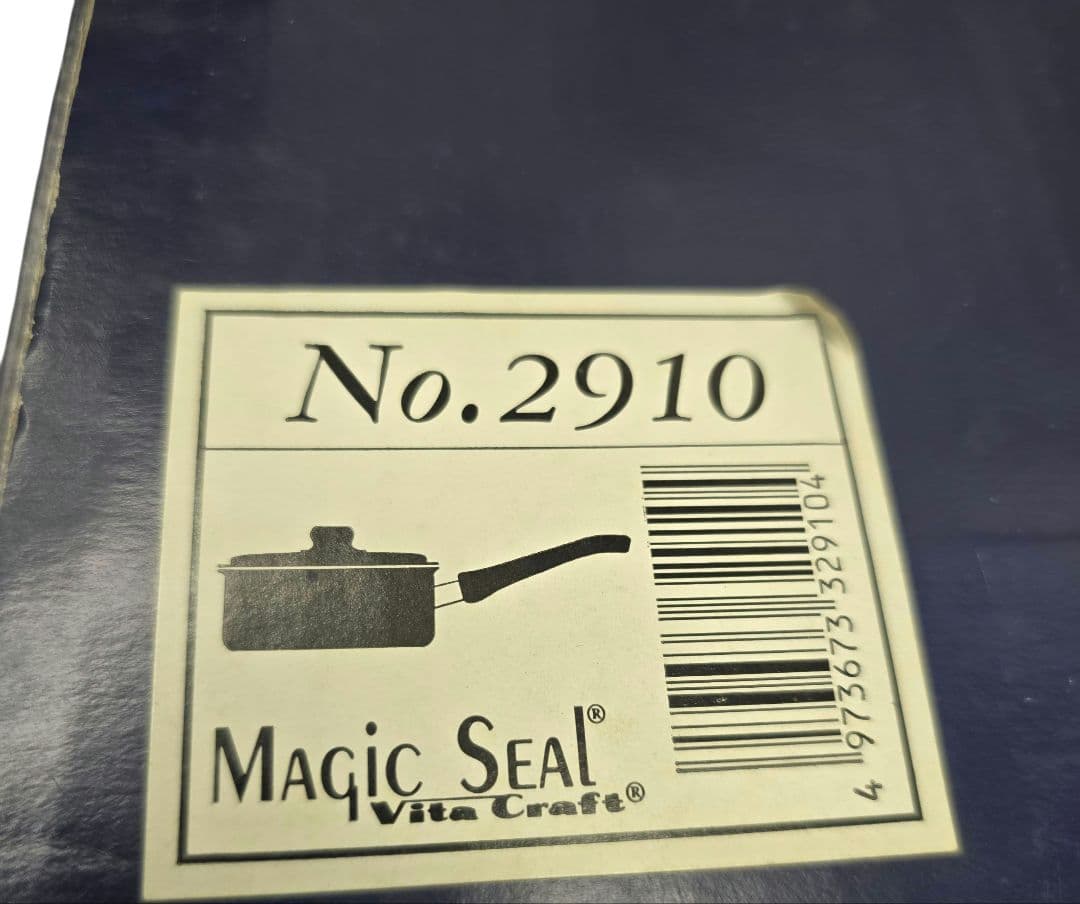 No.2910
MAGIC SEAL®
Vita Craft®
4 973673 329104